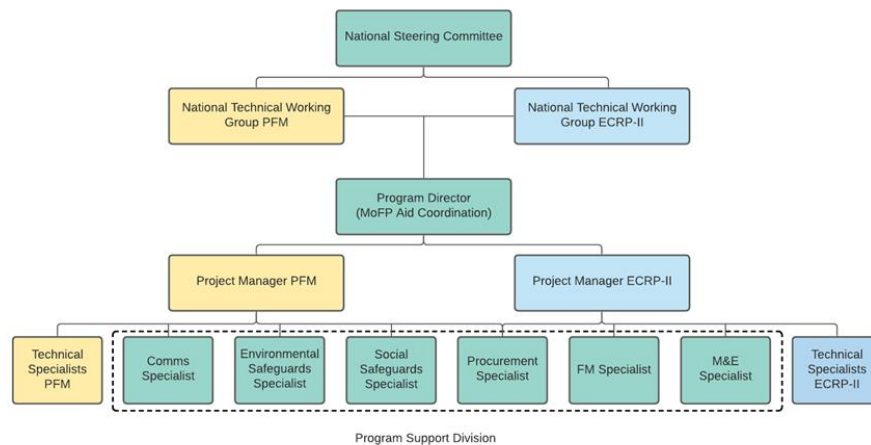 National Steering Committee
National Technical Working
Group PFM
National Technical Working
Group ECRP-II
Program Director
(MoFP Aid Coordination)
Project Manager PFM
Project Manager ECRP-II
Technical
Specialists
PFM
Comms
Specialist
Environmental
Safeguards
Specialist
Social
Safeguards
Specialist
Procurement
Specialist
FM Specialist
M&E
Specialist
Technical
Specialists
ECRP-II
Program Support Division